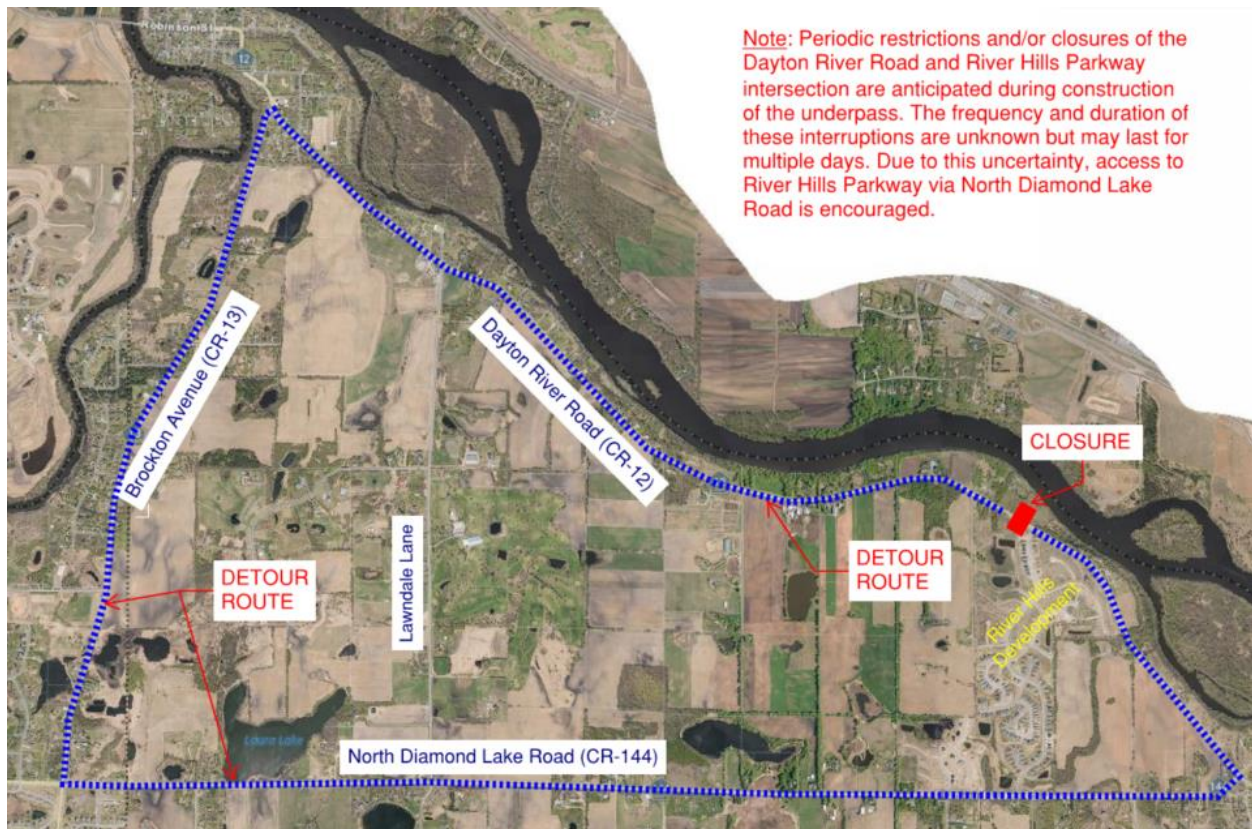 Robinson St
12
Note: Periodic restrictions and/or closures of the
Dayton River Road and River Hills Parkway
intersection are anticipated during construction
of the underpass. The frequency and duration of
these interruptions are unknown but may last for
multiple days. Due to this uncertainty, access to
River Hills Parkway via North Diamond Lake
Road is encouraged.
Brockton Avenue (CR-13)
Dayton River Road (CR-12)
CLOSURE
DETOUR
ROUTE
Lawndale Lane
DETOUR
ROUTE
River Hills
Development
Laura Lake
North Diamond Lake Road (CR-144)